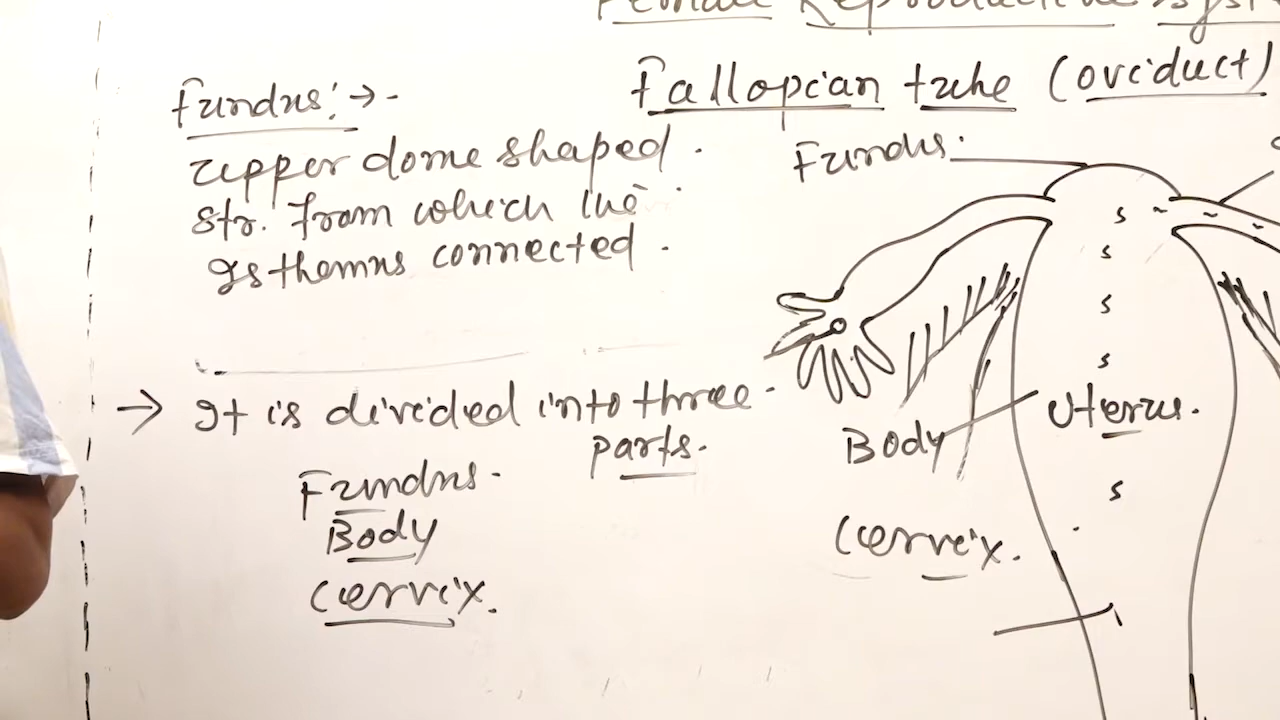 Female Reproductive syst
Fallopian tube (oviduct)
Fundus:→-
upper dome shaped.
str. from which the
Isthemus connected.
→ It is divided into three-
parts.
Fundus.
Body
Cervix.
Fundus.
s ~ ~ ~
s
s
s
Body
Uterus.
s
Cervix.